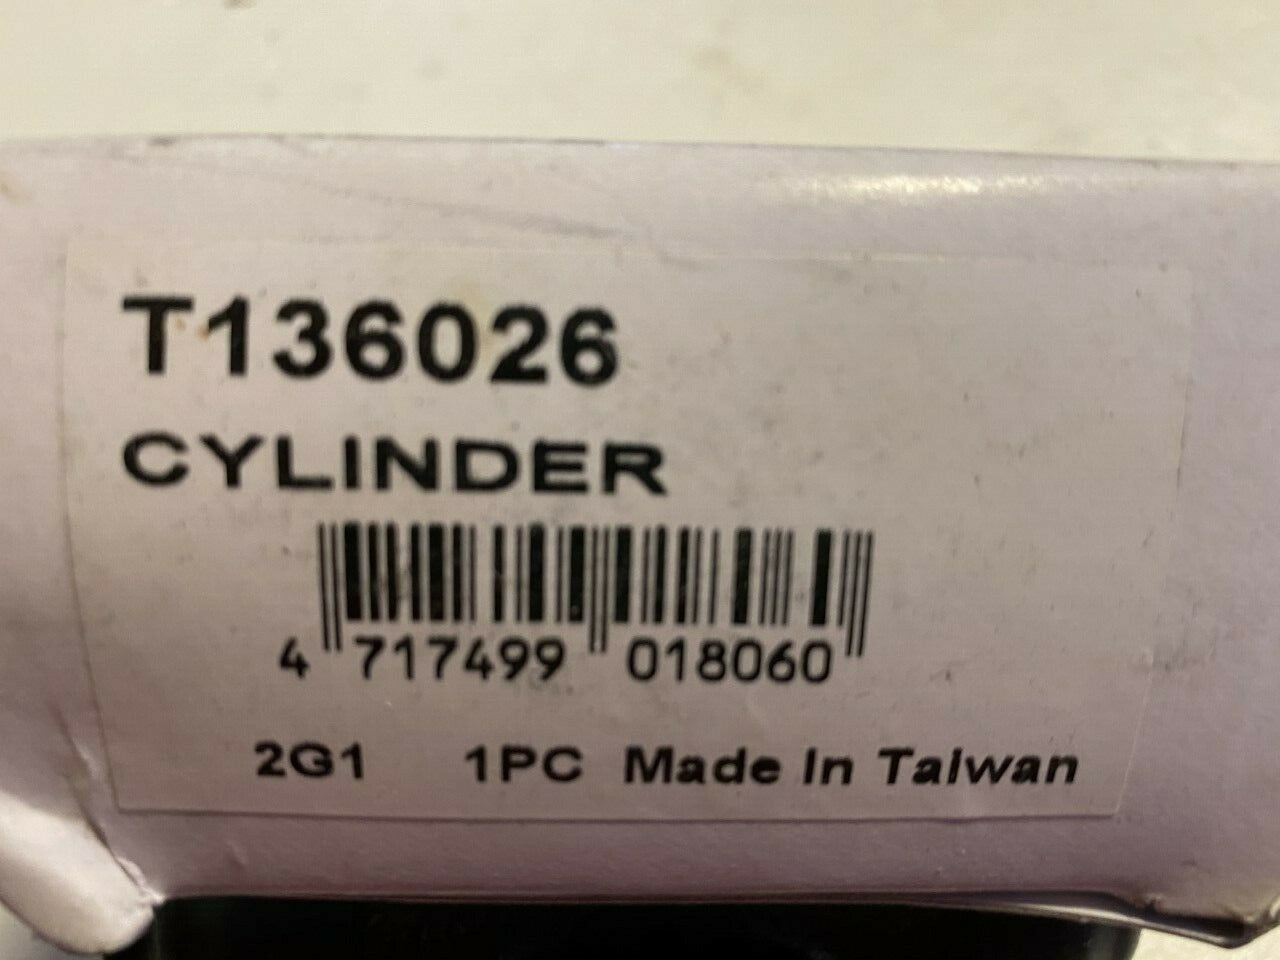 T136026
CYLINDER
4 717499 018060
2G1 1PC Made In Taiwan